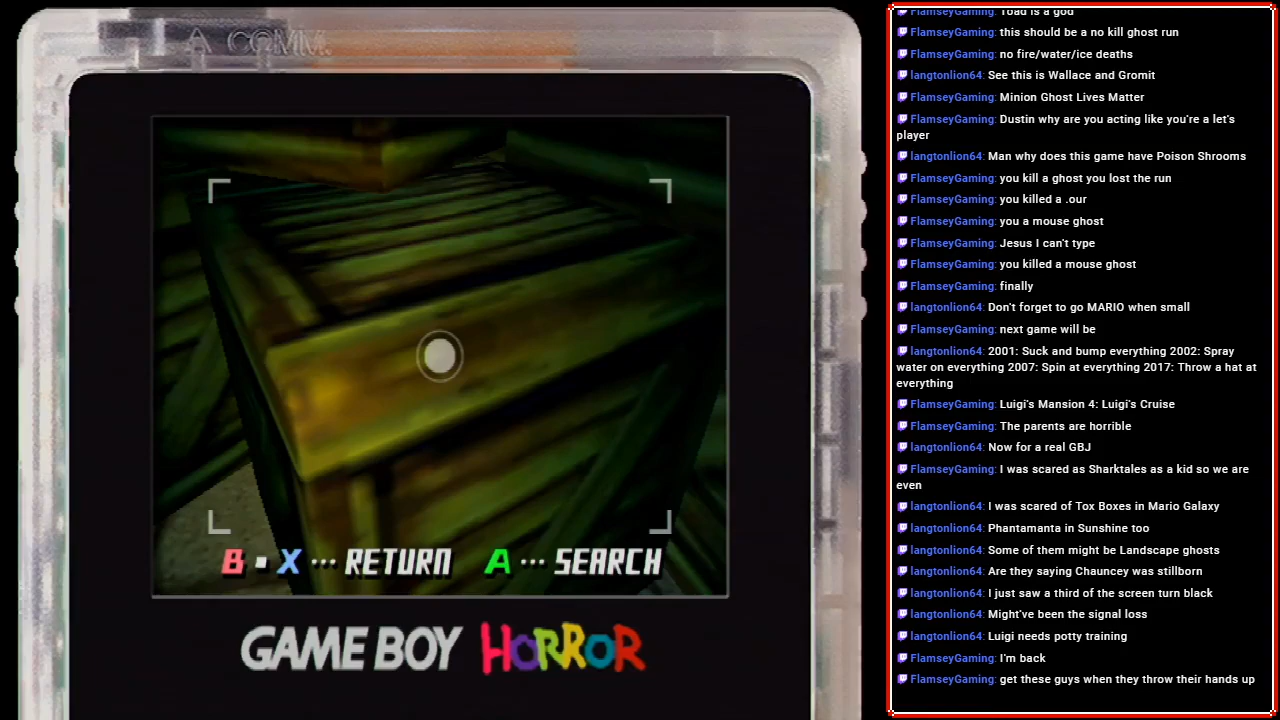 A COMM.
B ▪ X ··· RETURN A ··· SEARCH
GAME BOY HORROR
FlamseyGaming: Toad is a god
FlamseyGaming: this should be a no kill ghost run
FlamseyGaming: no fire/water/ice deaths
langtonlion64: See this is Wallace and Gromit
FlamseyGaming: Minion Ghost Lives Matter
FlamseyGaming: Dustin why are you acting like you're a let's
player
langtonlion64: Man why does this game have Poison Shrooms
FlamseyGaming: you kill a ghost you lost the run
FlamseyGaming: you killed a .our
FlamseyGaming: you a mouse ghost
FlamseyGaming: Jesus I can't type
FlamseyGaming: you killed a mouse ghost
FlamseyGaming: finally
langtonlion64: Don't forget to go MARIO when small
FlamseyGaming: next game will be
langtonlion64: 2001: Suck and bump everything 2002: Spray
water on everything 2007: Spin at everything 2017: Throw a hat at
everything
FlamseyGaming: Luigi's Mansion 4: Luigi's Cruise
FlamseyGaming: The parents are horrible
langtonlion64: Now for a real GBJ
FlamseyGaming: I was scared as Sharktales as a kid so we are
even
langtonlion64: I was scared of Tox Boxes in Mario Galaxy
langtonlion64: Phantamanta in Sunshine too
langtonlion64: Some of them might be Landscape ghosts
langtonlion64: Are they saying Chauncey was stillborn
langtonlion64: I just saw a third of the screen turn black
langtonlion64: Might've been the signal loss
langtonlion64: Luigi needs potty training
FlamseyGaming: I'm back
FlamseyGaming: get these guys when they throw their hands up